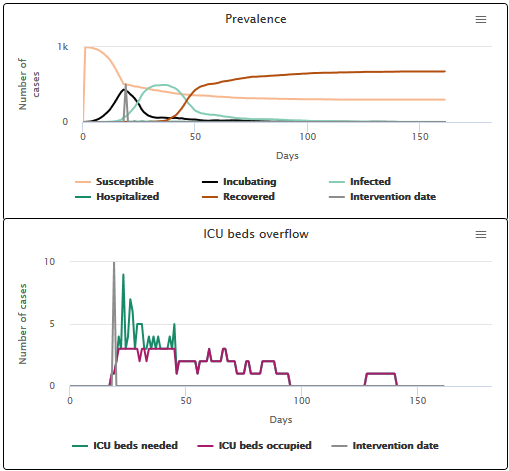 Prevalence
1k
0
Number of
cases
0 50 100 150
Days
Susceptible Incubating Infected
Hospitalized Recovered Intervention date
ICU beds overflow
10
5
0
Number of cases
0 50 100 150
Days
ICU beds needed ICU beds occupied Intervention date